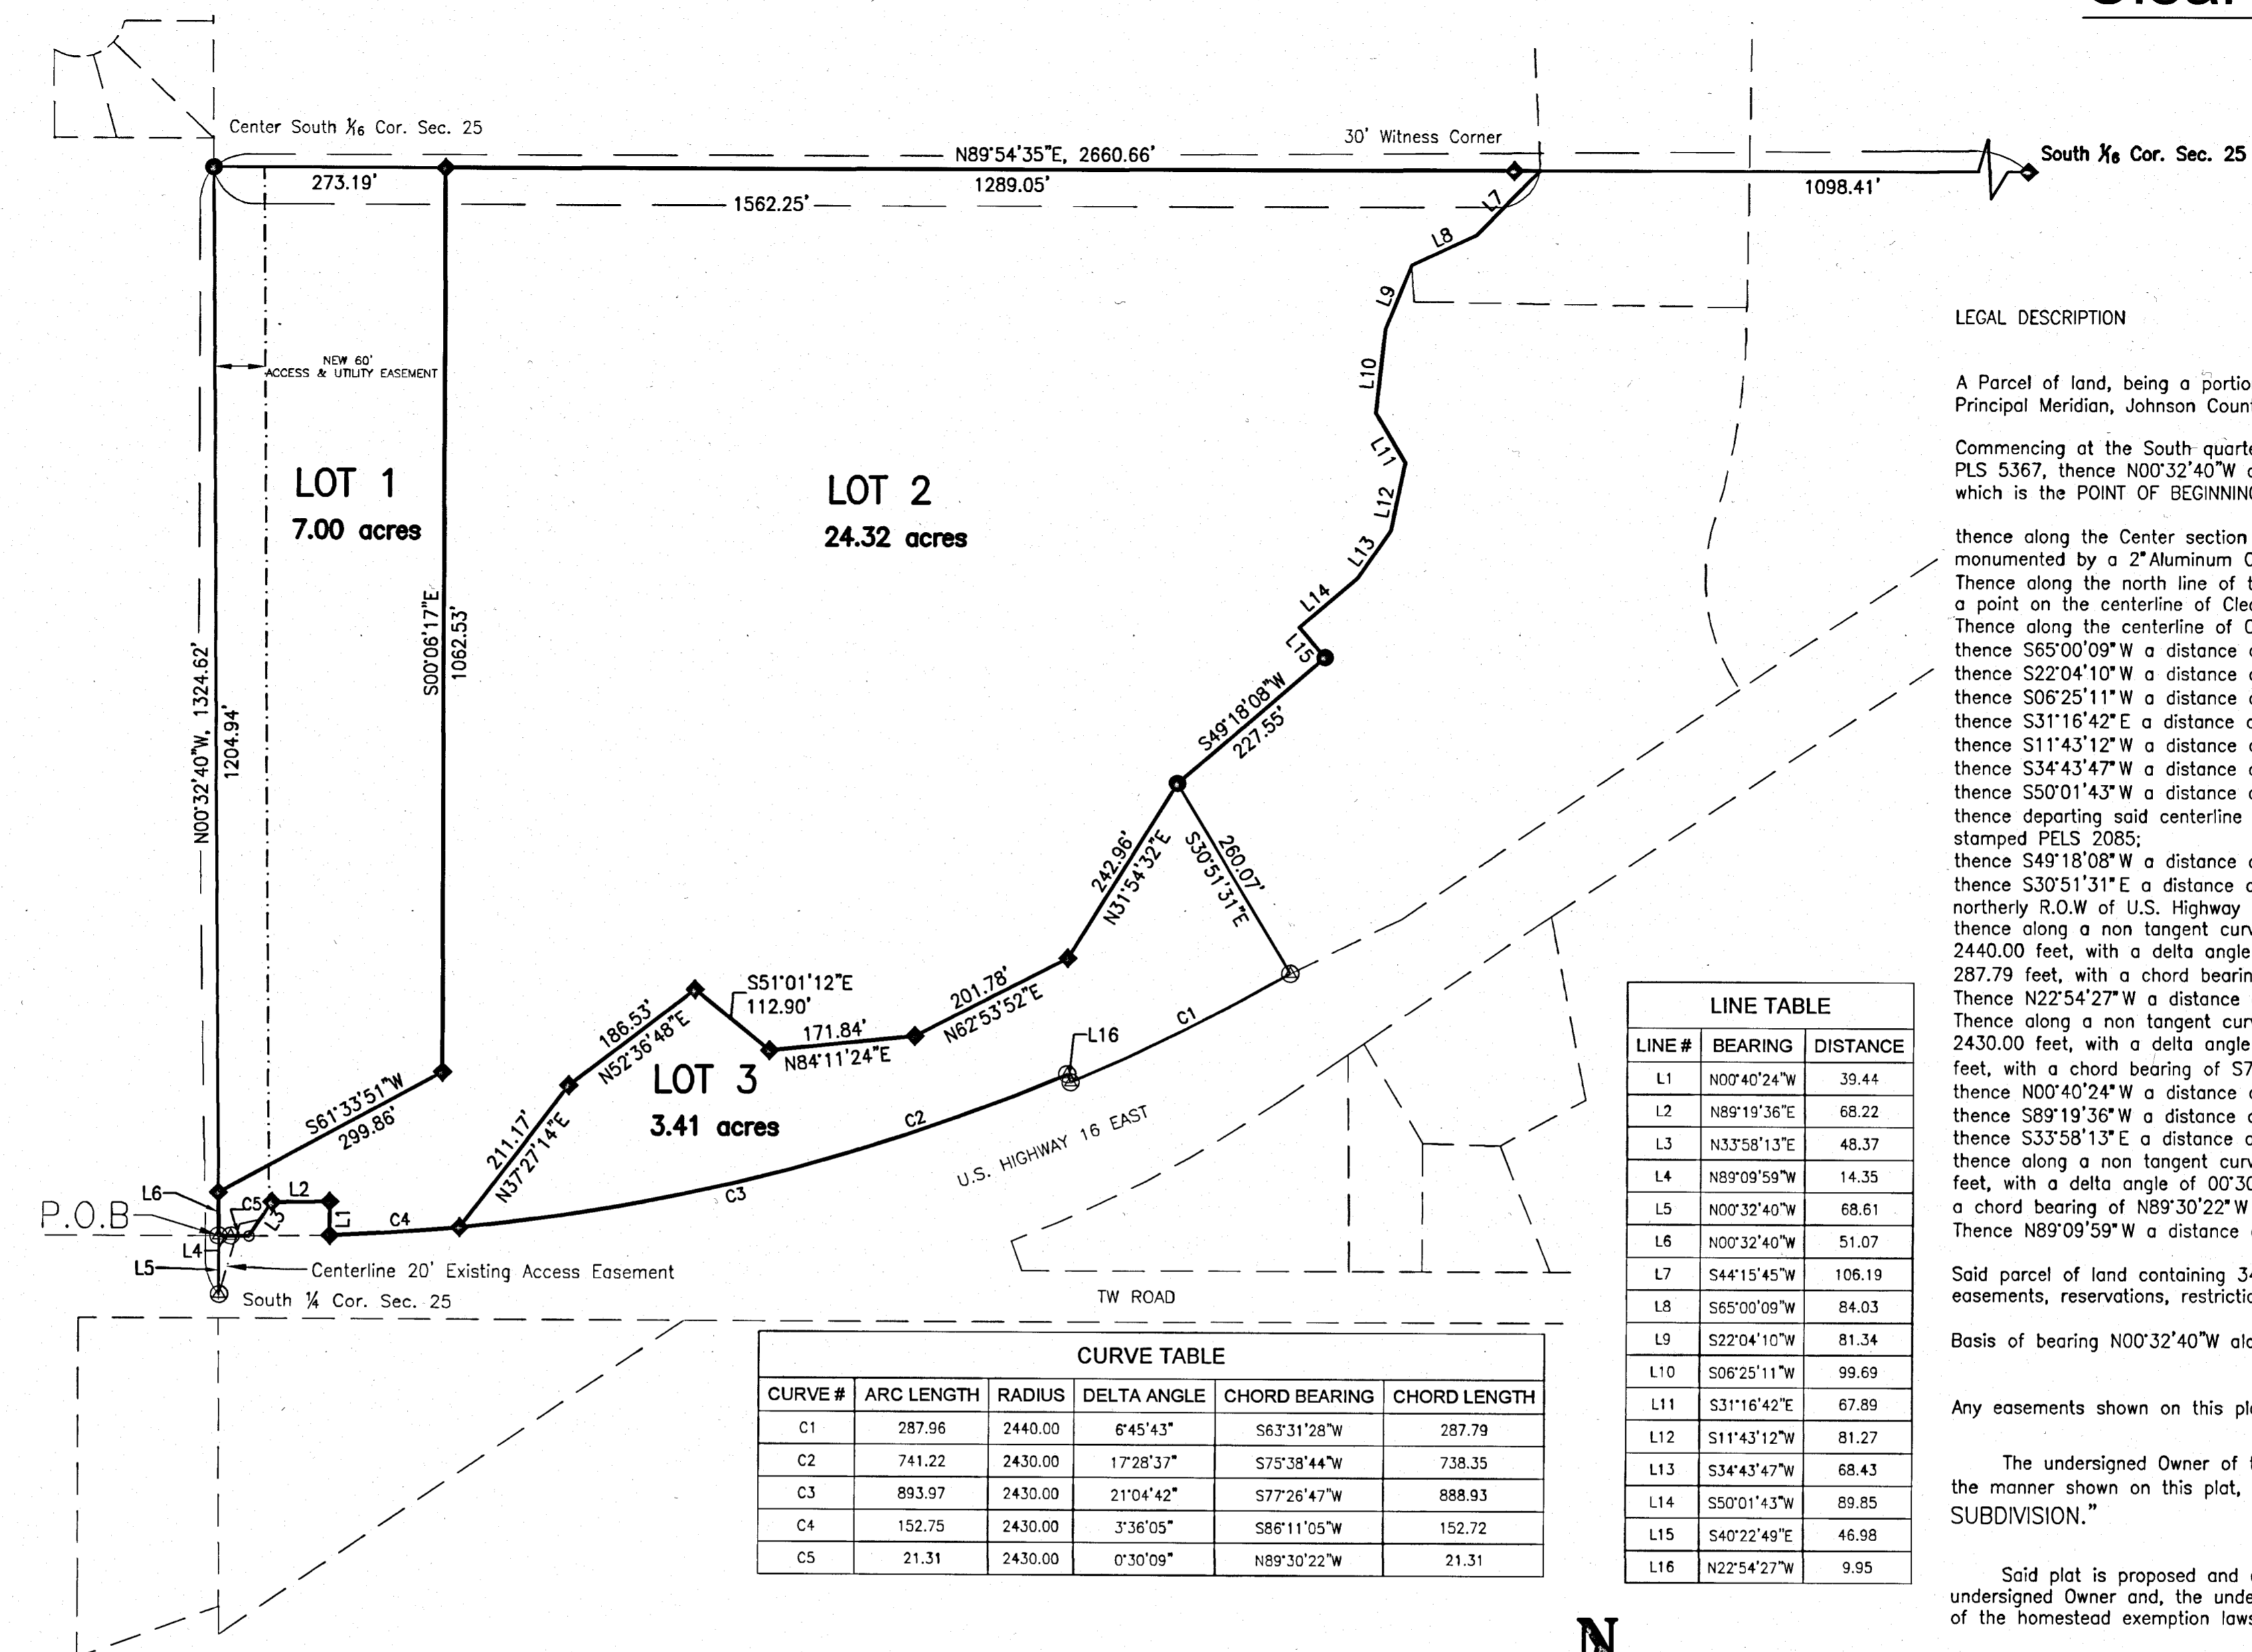 Center South 1/16 Cor. Sec. 25
30' Witness Corner
N89°54'35"E, 2660.66'
South 1/16 Cor. Sec. 25
273.19'
1289.05'
1562.25'
1098.41'
L7
L8
L9
L10
L11
L12
L13
L14
L15
NEW 60'
ACCESS & UTILITY EASEMENT
LOT 1
7.00 acres
LOT 2
24.32 acres
N00°32'40"W, 1324.62'
1204.94'
S00°06'17"E
1062.53'
S49°18'08"W
227.55'
242.96'
N31°54'32"E
260.07'
S30°51'31"E
S51°01'12"E
112.90'
201.78'
N62°53'52"E
171.84'
N84°11'24"E
186.53'
N52°36'48"E
211.17'
N37°27'14"E
LOT 3
3.41 acres
S61°33'51"W
299.86'
L16
C1
C2
C3
C4
C5
L1
L2
L3
L4
L5
L6
P.O.B
U.S. HIGHWAY 16 EAST
Centerline 20' Existing Access Easement
South 1/4 Cor. Sec. 25
TW ROAD
CURVE TABLE
CURVE # ARC LENGTH RADIUS DELTA ANGLE CHORD BEARING CHORD LENGTH
C1 287.96 2440.00 6°45'43" S63°31'28"W 287.79
C2 741.22 2430.00 17°28'37" S75°38'44"W 738.35
C3 893.97 2430.00 21°04'42" S77°26'47"W 888.93
C4 152.75 2430.00 3°36'05" S86°11'05"W 152.72
C5 21.31 2430.00 0°30'09" N89°30'22"W 21.31
LINE TABLE
LINE # BEARING DISTANCE
L1 N00°40'24"W 39.44
L2 N89°19'36"E 68.22
L3 N33°58'13"E 48.37
L4 N89°09'59"W 14.35
L5 N00°32'40"W 68.61
L6 N00°32'40"W 51.07
L7 S44°15'45"W 106.19
L8 S65°00'09"W 84.03
L9 S22°04'10"W 81.34
L10 S06°25'11"W 99.69
L11 S31°16'42"E 67.89
L12 S11°43'12"W 81.27
L13 S34°43'47"W 68.43
L14 S50°01'43"W 89.85
L15 S40°22'49"E 46.98
L16 N22°54'27"W 9.95
LEGAL DESCRIPTION
A Parcel of land, being a portio
Principal Meridian, Johnson Count
Commencing at the South quarte
PLS 5367, thence N00°32'40"W
which is the POINT OF BEGINNING
thence along the Center section
monumented by a 2" Aluminum
Thence along the north line of t
a point on the centerline of Clea
Thence along the centerline of
thence S65°00'09"W a distance
thence S22°04'10"W a distance
thence S06°25'11"W a distance
thence S31°16'42"E a distance
thence S11°43'12"W a distance
thence S34°43'47"W a distance
thence S50°01'43"W a distance
thence departing said centerline
stamped PELS 2085;
thence S49°18'08"W a distance
thence S30°51'31"E a distance
northerly R.O.W of U.S. Highway
thence along a non tangent curv
2440.00 feet, with a delta angle
287.79 feet, with a chord bearin
Thence N22°54'27"W a distance
Thence along a non tangent curv
2430.00 feet, with a delta angle
feet, with a chord bearing of S7
thence N00°40'24"W a distance
thence S89°19'36"W a distance
thence S33°58'13"E a distance
thence along a non tangent curv
feet, with a delta angle of 00°30
a chord bearing of N89°30'22"W
Thence N89°09'59"W a distance
Said parcel of land containing 34
easements, reservations, restrictio
Basis of bearing N00°32'40"W alo
Any easements shown on this pla
The undersigned Owner of t
the manner shown on this plat,
SUBDIVISION."
Said plat is proposed and
undersigned Owner and, the unde
of the homestead exemption laws
N